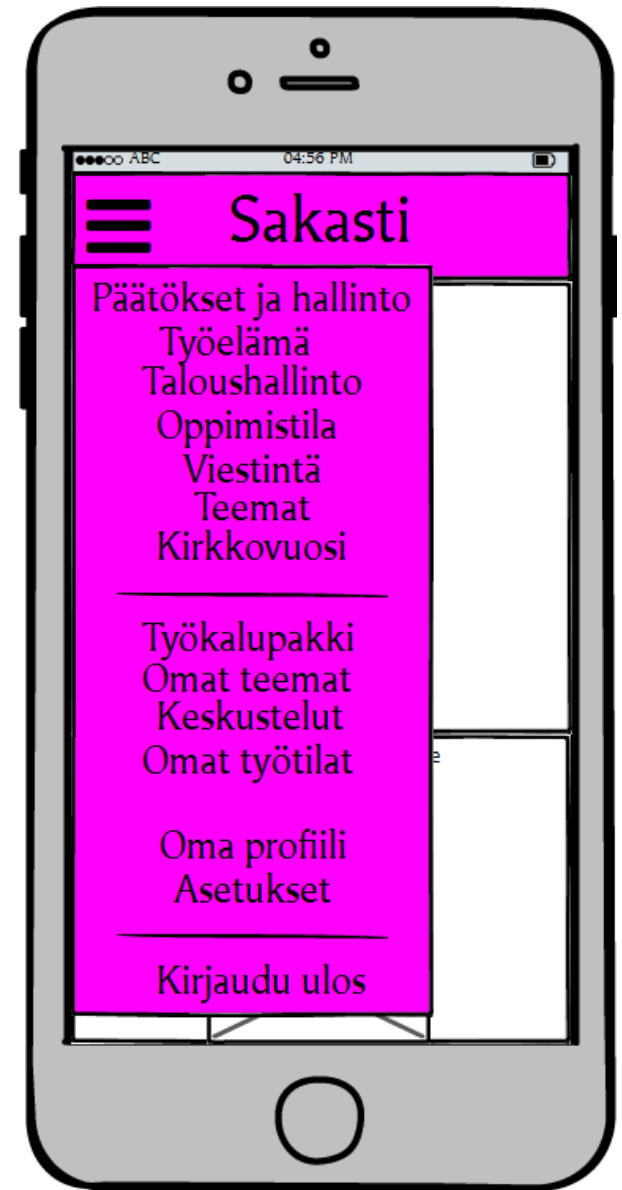 ABC 04:56 PM
Sakasti
Päätökset ja hallinto
Työelämä
Taloushallinto
Oppimistila
Viestintä
Teemat
Kirkkovuosi
Työkalupakki
Omat teemat
Keskustelut
Omat työtilat
e
Oma profiili
Asetukset
Kirjaudu ulos